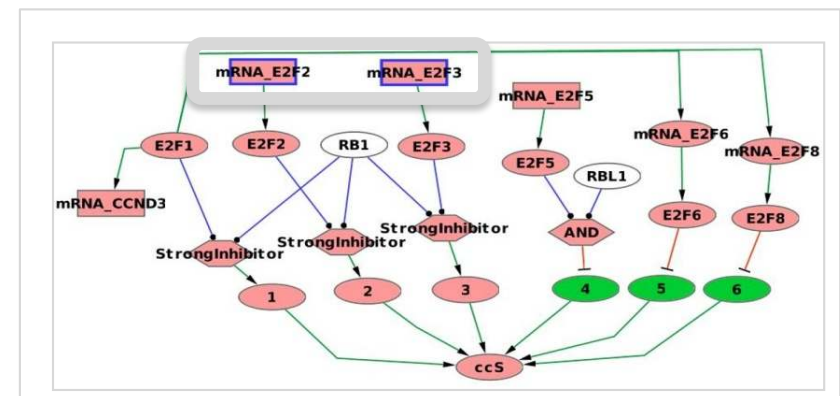 mRNA_E2F2
mRNA_E2F3
mRNA_E2F5
mRNA_E2F6
mRNA_E2F8
E2F1
E2F2
RB1
E2F3
E2F5
RBL1
mRNA_CCND3
E2F6
E2F8
StrongInhibitor
StrongInhibitor
StrongInhibitor
AND
1
2
3
4
5
6
ccS